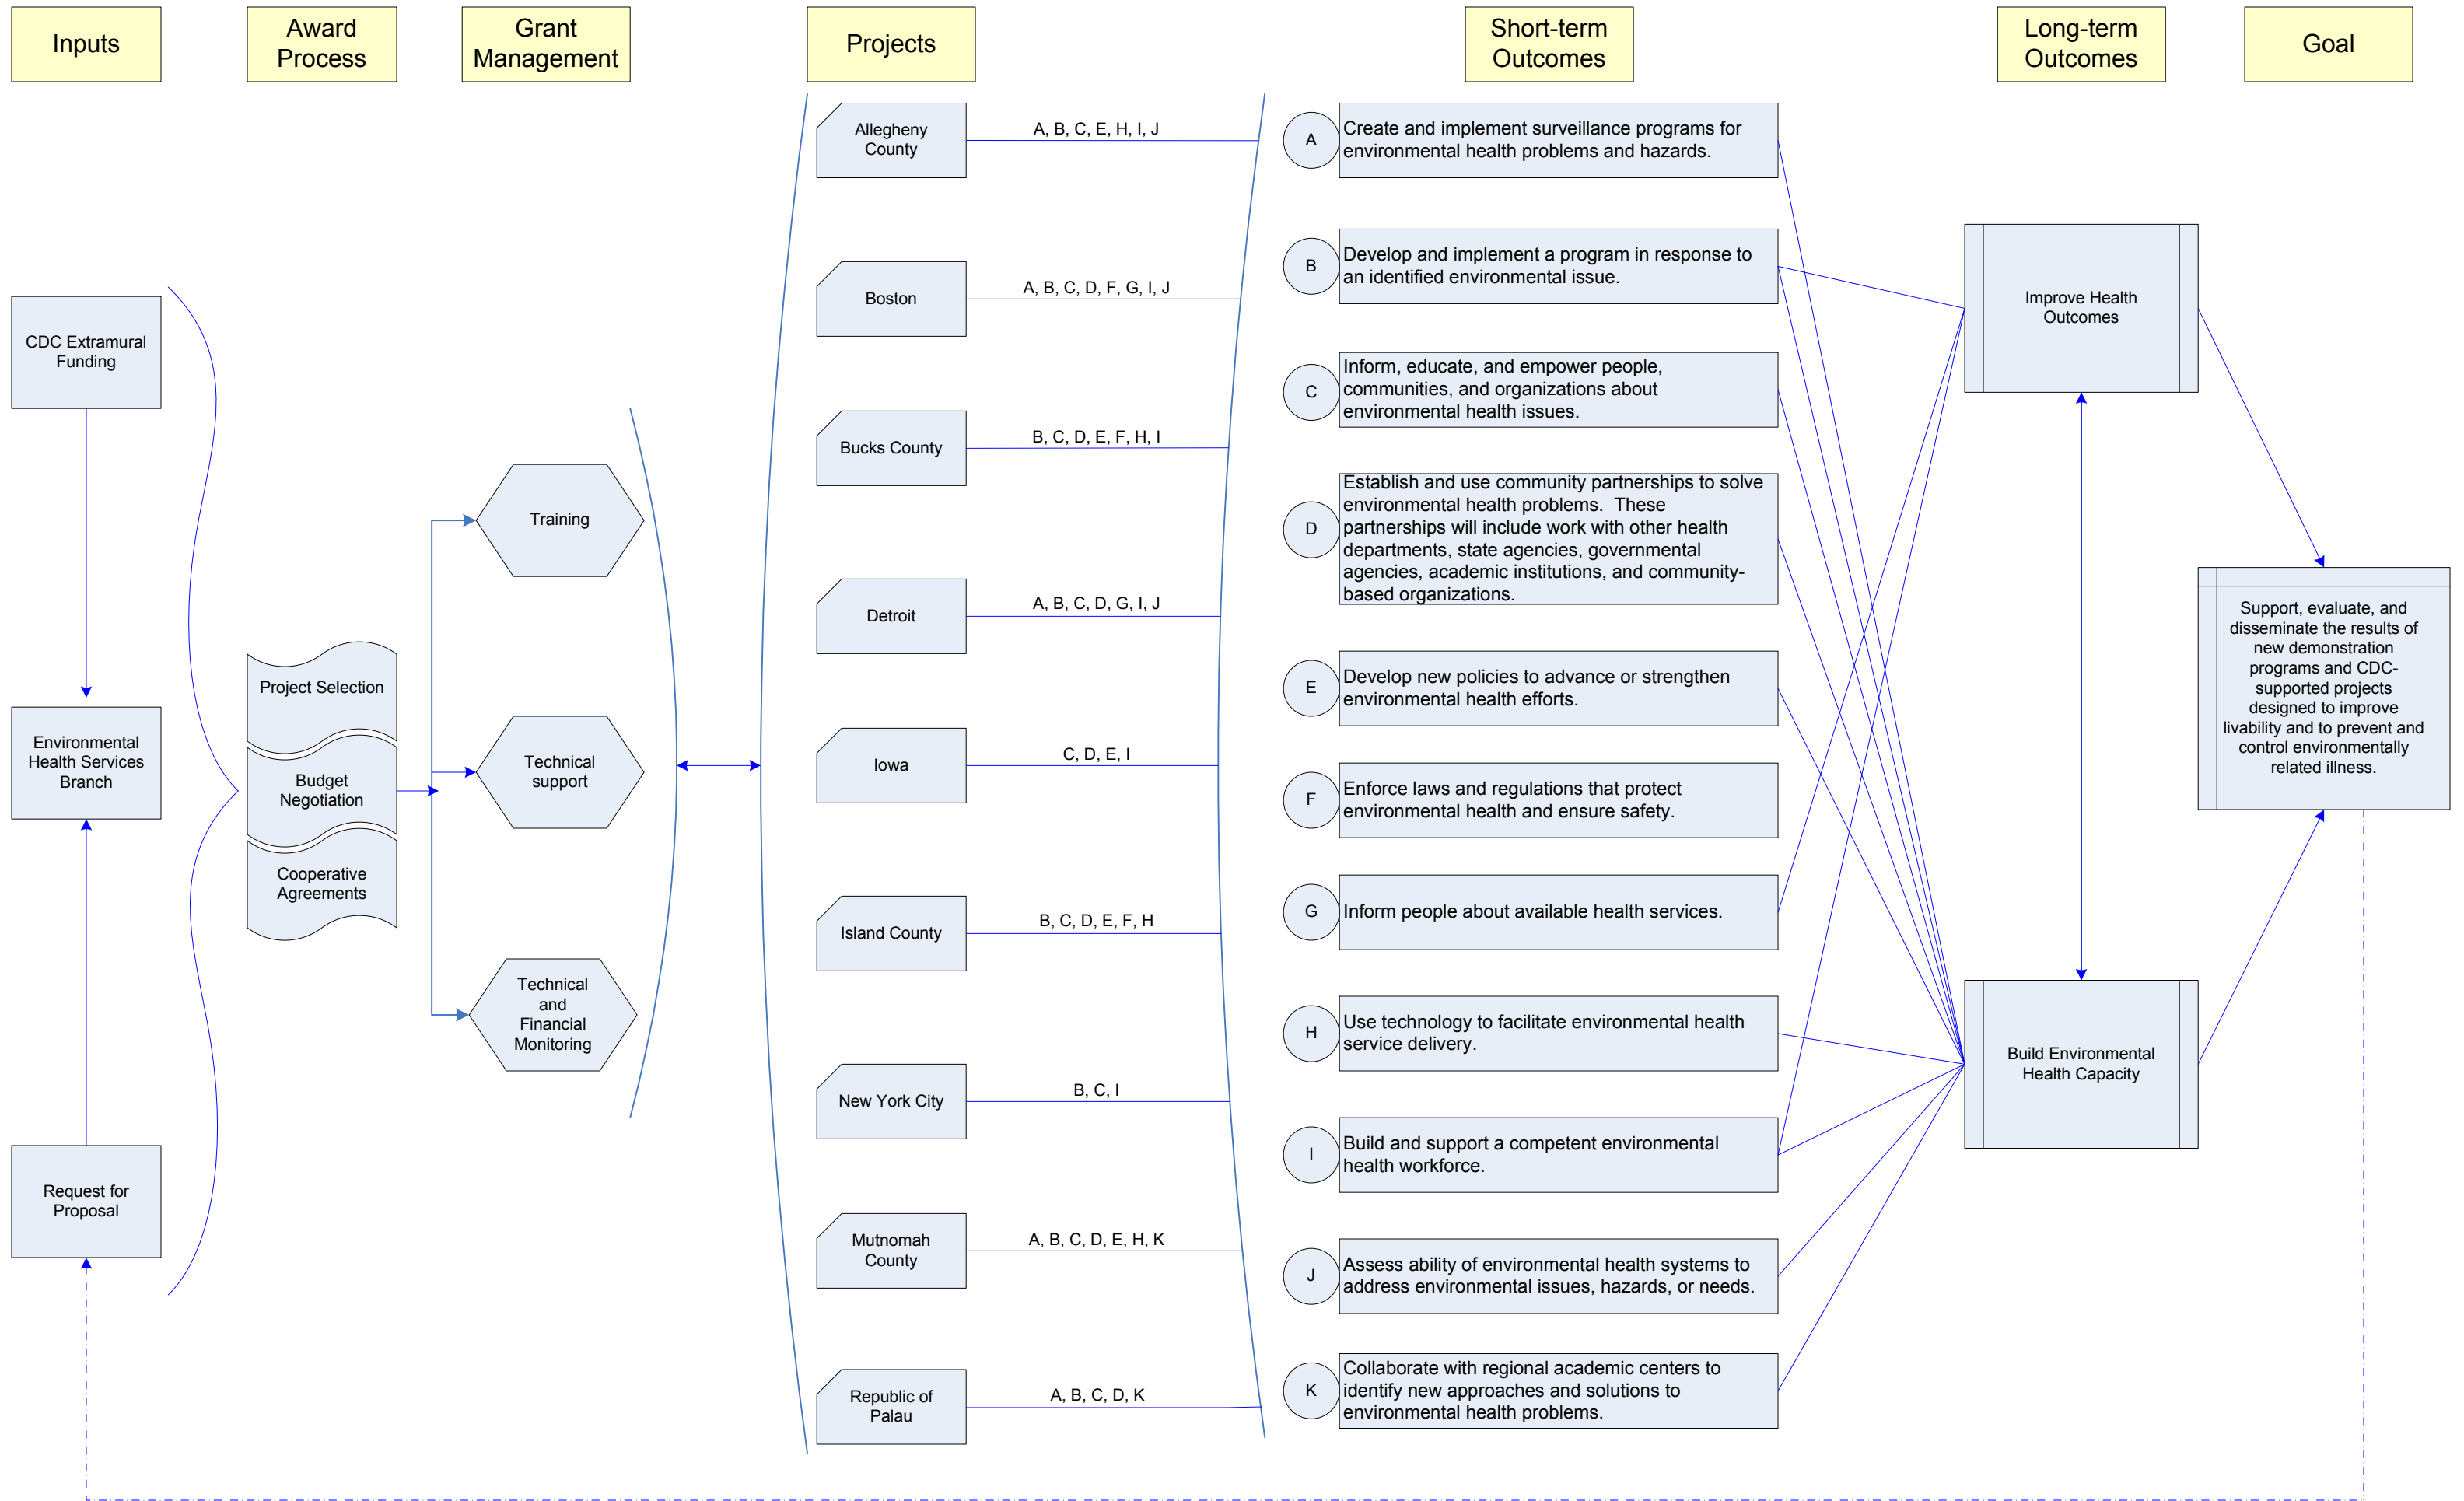 Inputs
Award
Process
Grant
Management
Projects
Short-term
Outcomes
Long-term
Outcomes
Goal
CDC Extramural
Funding
Environmental
Health Services
Branch
Request for
Proposal
Project Selection
Budget
Negotiation
Cooperative
Agreements
Training
Technical
support
Technical
and
Financial
Monitoring
Allegheny
County
A, B, C, E, H, I, J
Boston
A, B, C, D, F, G, I, J
Bucks County
B, C, D, E, F, H, I
Detroit
A, B, C, D, G, I, J
Iowa
C, D, E, I
Island County
B, C, D, E, F, H
New York City
B, C, I
Mutnomah
County
A, B, C, D, E, H, K
Republic of
Palau
A, B, C, D, K
A
Create and implement surveillance programs for
environmental health problems and hazards.
B
Develop and implement a program in response to
an identified environmental issue.
C
Inform, educate, and empower people,
communities, and organizations about
environmental health issues.
D
Establish and use community partnerships to solve
environmental health problems.  These
partnerships will include work with other health
departments, state agencies, governmental
agencies, academic institutions, and community-
based organizations.
E
Develop new policies to advance or strengthen
environmental health efforts.
F
Enforce laws and regulations that protect
environmental health and ensure safety.
G
Inform people about available health services.
H
Use technology to facilitate environmental health
service delivery.
I
Build and support a competent environmental
health workforce.
J
Assess ability of environmental health systems to
address environmental issues, hazards, or needs.
K
Collaborate with regional academic centers to
identify new approaches and solutions to
environmental health problems.
Improve Health
Outcomes
Build Environmental
Health Capacity
Support, evaluate, and
disseminate the results of
new demonstration
programs and CDC-
supported projects
designed to improve
livability and to prevent and
control environmentally
related illness.